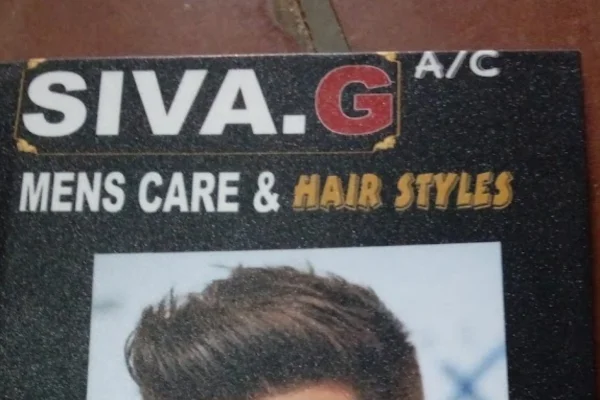 SIVA.G A/C
MENS CARE & HAIR STYLES